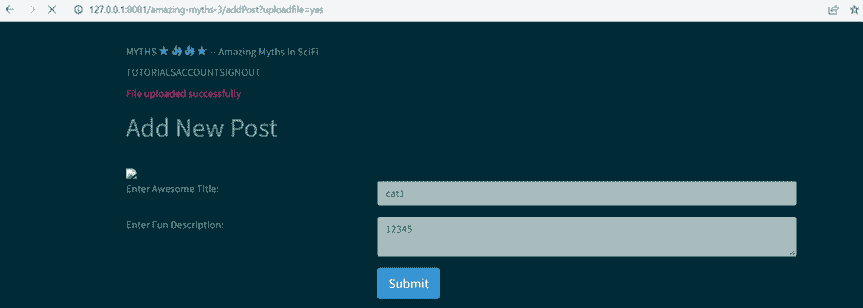 127.0.0.1:8081/amazing-myths-3/addPost?uploadfile=yes
MYTHS ★ 🔥 🔥 ★ -- Amazing Myths In SciFi
TUTORIALSACCOUNTSIGNOUT
File uploaded successfully
Add New Post
Enter Awesome Title:
cat1
Enter Fun Description:
12345
Submit